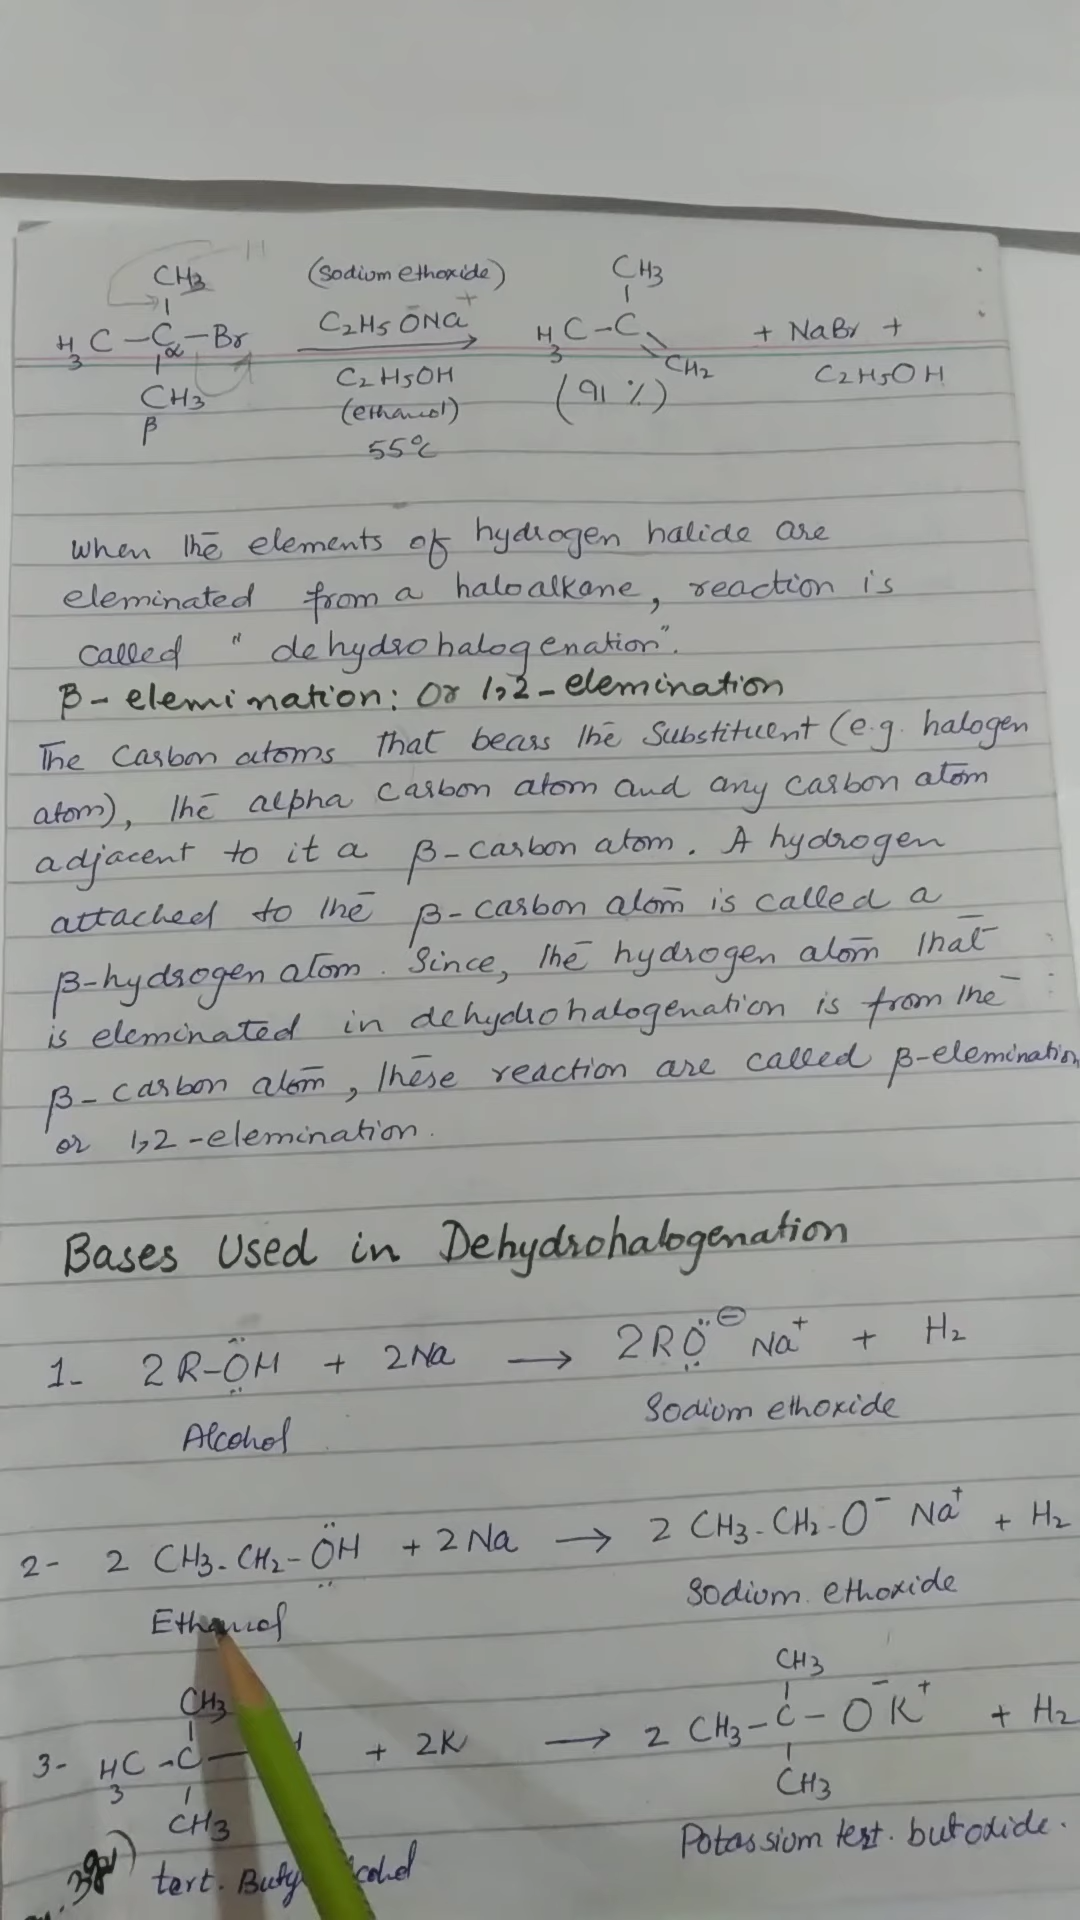 H
CH3 (Sodium ethoxide) CH3
H3C-Cα-Br C2H5ŌNa+ H3C-C + NaBr +
CH3 C2H5OH CH2 C2H5OH
β (ethanol) (91%)
55°C
when the elements of hydrogen halide are
eleminated from a haloalkane, reaction is
called "dehydrohalogenation".
β-elemination: Or 1,2-elemination
The Carbon atoms that bears the Substituent (e.g. halogen
atom), the alpha carbon atom and any carbon atom
adjacent to it a β-carbon atom. A hydrogen
attached to the β-carbon atom is called a
β-hydrogen atom. Since, the hydrogen atom that
is eleminated in dehydrohalogenation is from the
β-carbon atom, these reaction are called β-elemination
or 1,2-elemination.
Bases Used in Dehydrohalogenation
1- 2R-ÖH + 2Na → 2RÖ⊖ Na+ + H2
Alcohol Sodium ethoxide
2- 2 CH3-CH2-ÖH + 2Na → 2 CH3-CH2-O⁻ Na+ + H2
Ethanol Sodium ethoxide
CH3 CH3
3- H3C-C- + 2K → 2 CH3-C-O⁻K+ + H2
CH3 CH3
tert. Buty Potassium tert. butoxide.